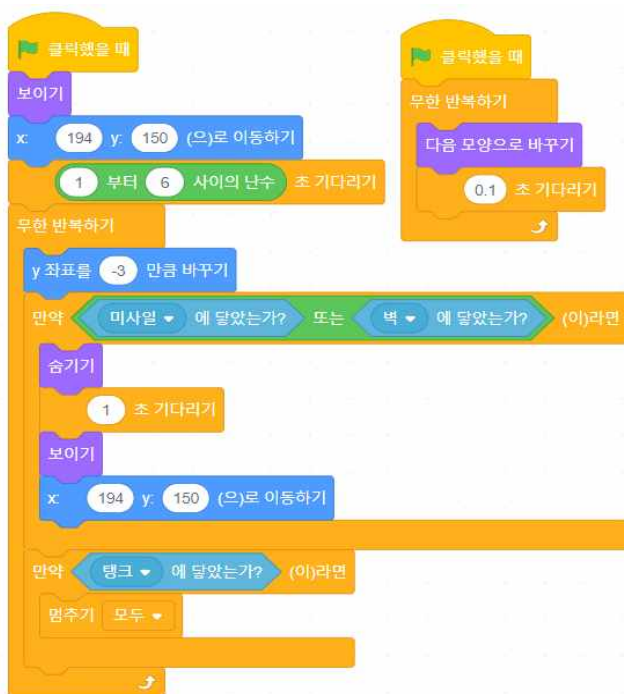 클릭했을 때
보이기
x: 194 y: 150 (으)로 이동하기
1 부터 6 사이의 난수 초 기다리기
무한 반복하기
y 좌표를 -3 만큼 바꾸기
만약 미사일 에 닿았는가? 또는 벽 에 닿았는가? (이)라면
숨기기
1 초 기다리기
보이기
x: 194 y: 150 (으)로 이동하기
만약 탱크 에 닿았는가? (이)라면
멈추기 모두
클릭했을 때
무한 반복하기
다음 모양으로 바꾸기
0.1 초 기다리기